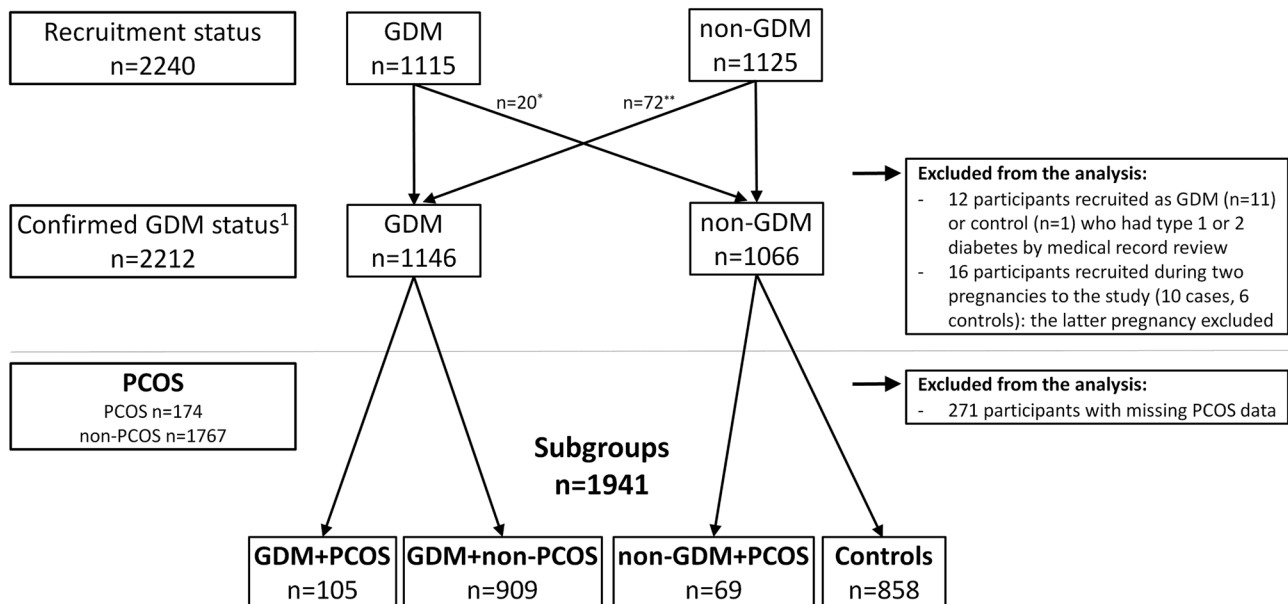 Recruitment status
n=2240
GDM
n=1115
non-GDM
n=1125
n=20*
n=72**
Confirmed GDM status¹
n=2212
GDM
n=1146
non-GDM
n=1066
Excluded from the analysis:
- 12 participants recruited as GDM (n=11)
or control (n=1) who had type 1 or 2
diabetes by medical record review
- 16 participants recruited during two
pregnancies to the study (10 cases, 6
controls): the latter pregnancy excluded
PCOS
PCOS n=174
non-PCOS n=1767
Excluded from the analysis:
- 271 participants with missing PCOS data
Subgroups
n=1941
GDM+PCOS
n=105
GDM+non-PCOS
n=909
non-GDM+PCOS
n=69
Controls
n=858